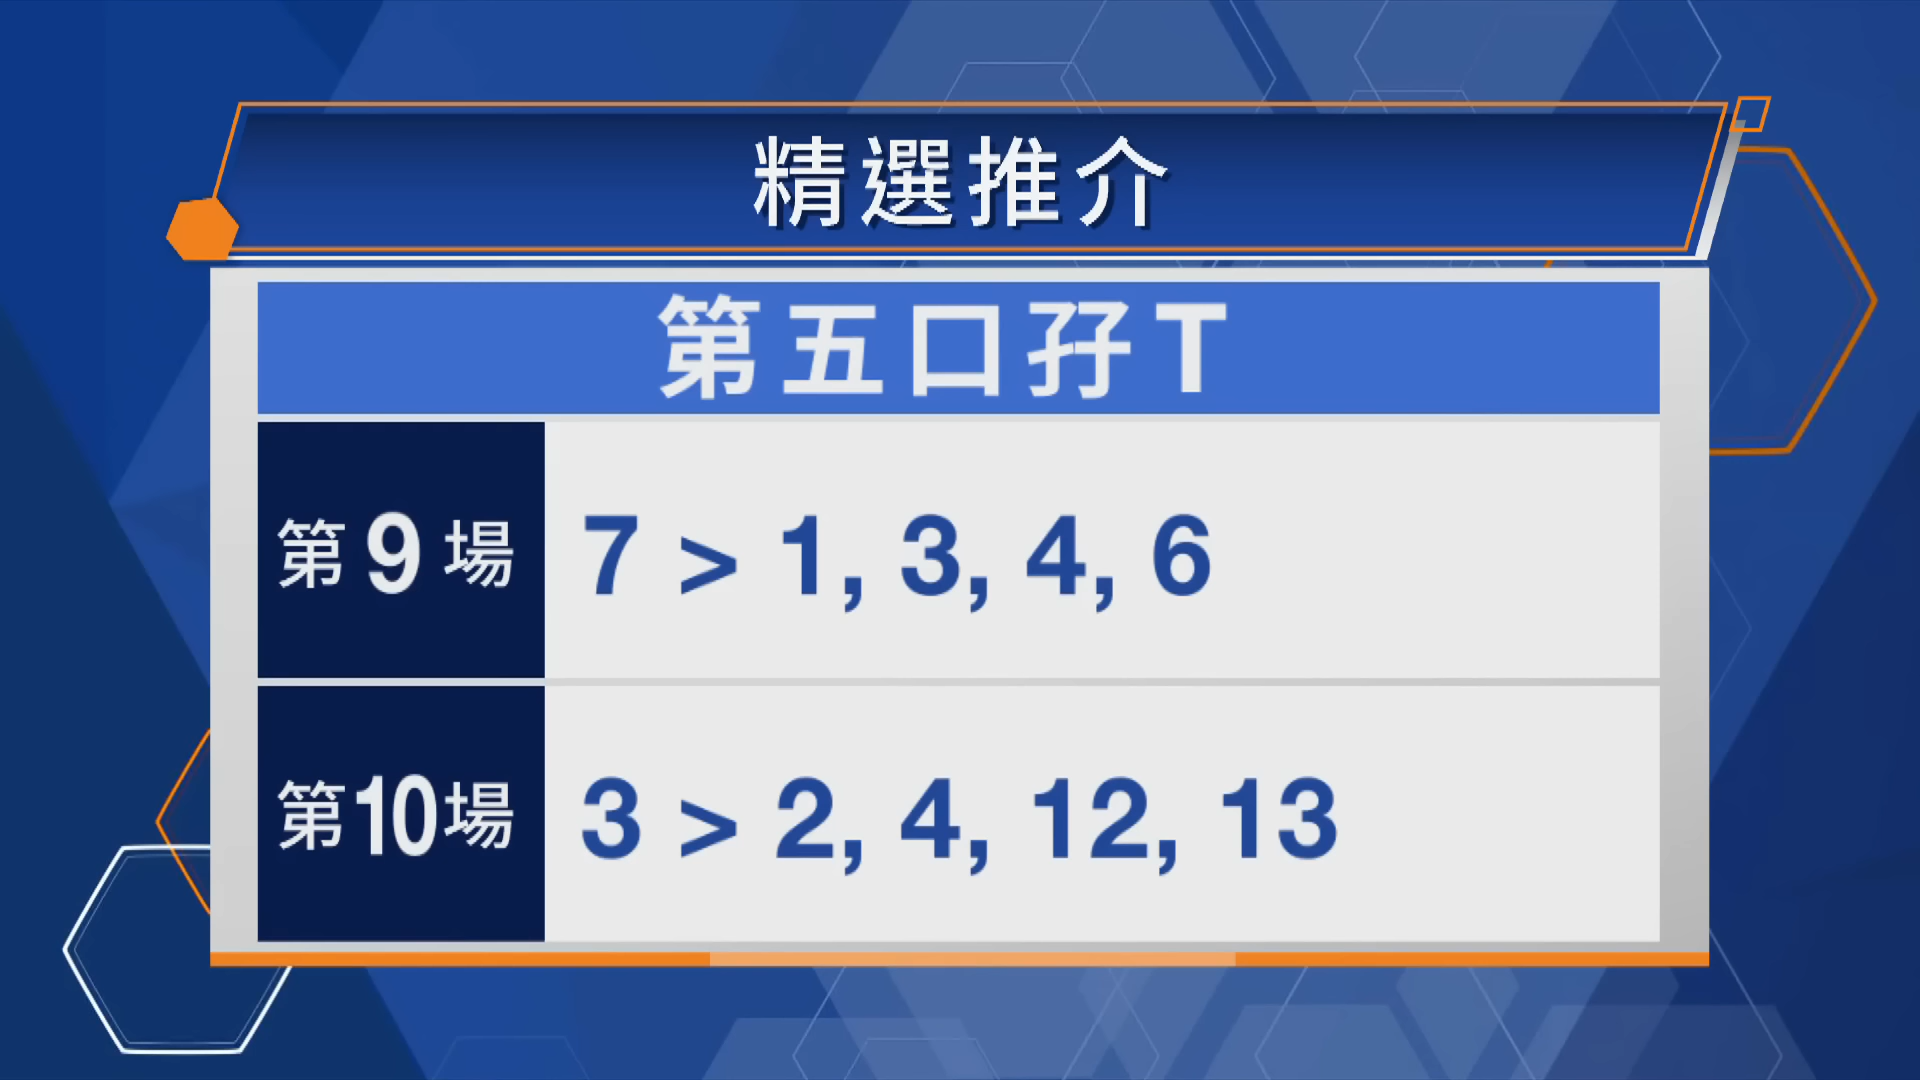 精選推介
第五口孖T
第9場 7 > 1, 3, 4, 6
第10場 3 > 2, 4, 12, 13